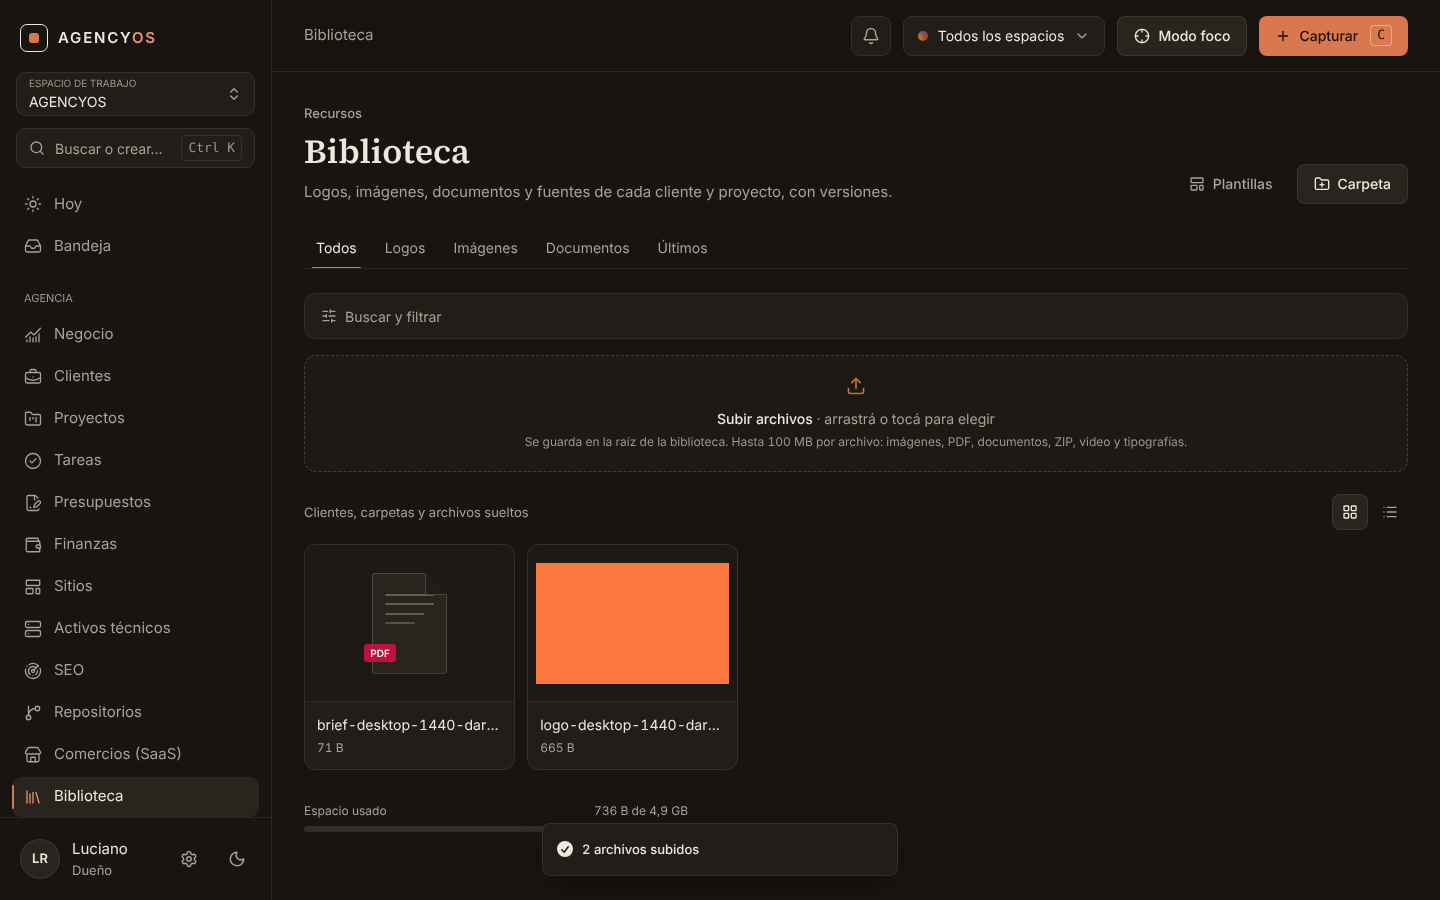 AGENCYOS
ESPACIO DE TRABAJO
AGENCYOS
Buscar o crear... Ctrl K
Hoy
Bandeja
AGENCIA
Negocio
Clientes
Proyectos
Tareas
Presupuestos
Finanzas
Sitios
Activos técnicos
SEO
Repositorios
Comercios (SaaS)
Biblioteca
LR
Luciano
Dueño
Biblioteca
Todos los espacios
Modo foco
Capturar C
Recursos
Biblioteca
Logos, imágenes, documentos y fuentes de cada cliente y proyecto, con versiones.
Plantillas
Carpeta
Todos Logos Imágenes Documentos Últimos
Buscar y filtrar
Subir archivos · arrastrá o tocá para elegir
Se guarda en la raíz de la biblioteca. Hasta 100 MB por archivo: imágenes, PDF, documentos, ZIP, video y tipografías.
Clientes, carpetas y archivos sueltos
PDF
brief-desktop-1440-dar...
71 B
logo-desktop-1440-dar...
665 B
Espacio usado 736 B de 4,9 GB
2 archivos subidos